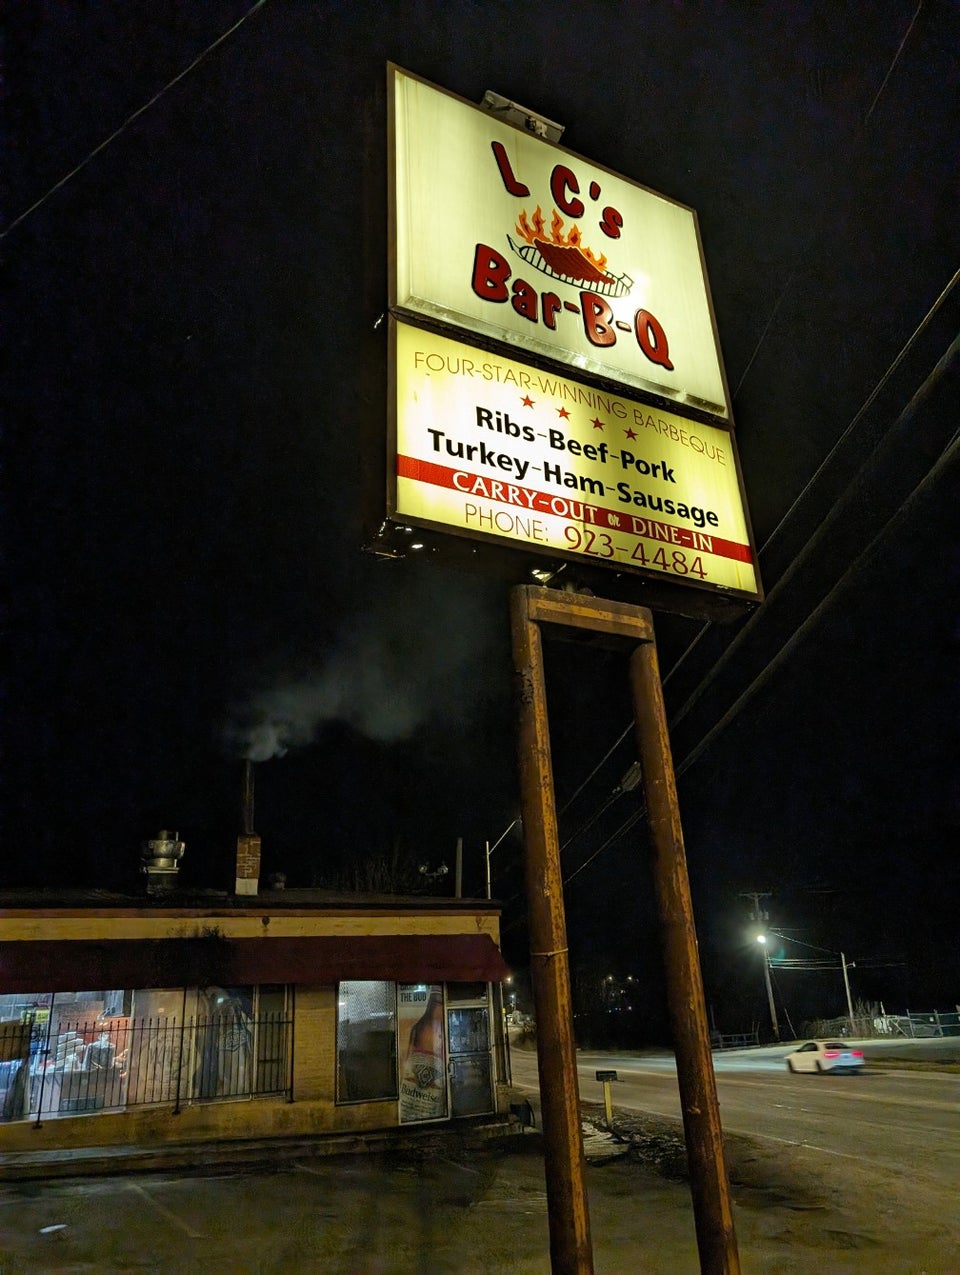 L C's
Bar-B-Q
FOUR-STAR-WINNING BARBEQUE
Ribs-Beef-Pork
Turkey-Ham-Sausage
CARRY-OUT or DINE-IN
PHONE: 923-4484
THE BUD
Budweiser